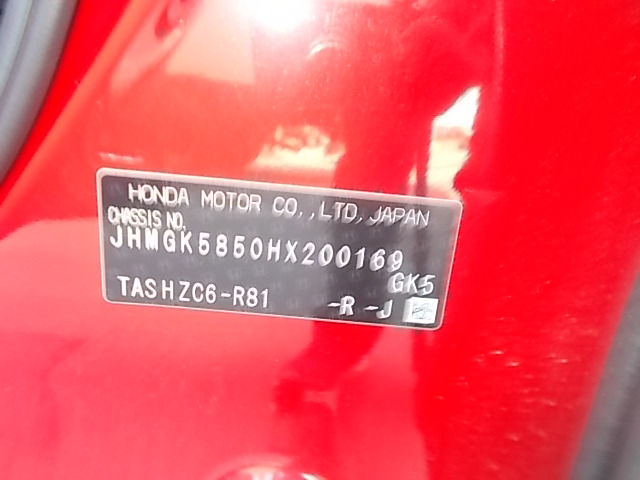 HONDA MOTOR CO.,LTD,JAPAN
CHASSIS NO.
JHMGK5850HX200169
GK5
TASHZC6-R81 -R -J